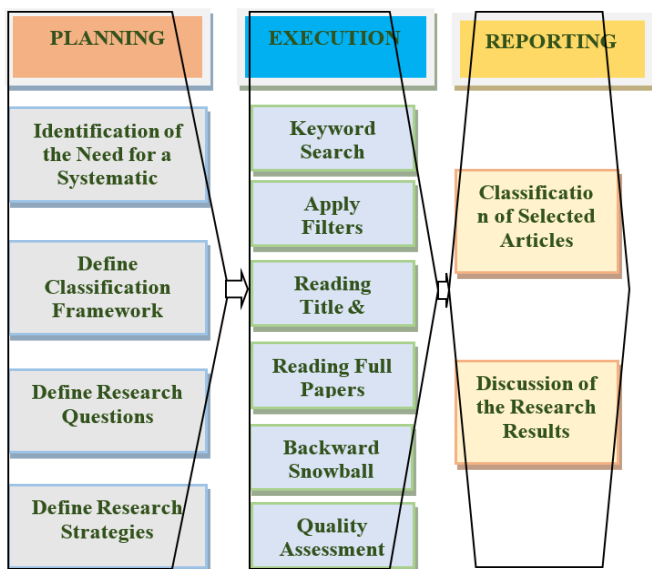 PLANNING
Identification of
the Need for a
Systematic
Define
Classification
Framework
Define Research
Questions
Define Research
Strategies
EXECUTION
Keyword
Search
Apply
Filters
Reading
Title &
Reading Full
Papers
Backward
Snowball
Quality
Assessment
REPORTING
Classificatio
n of Selected
Articles
Discussion of
the Research
Results